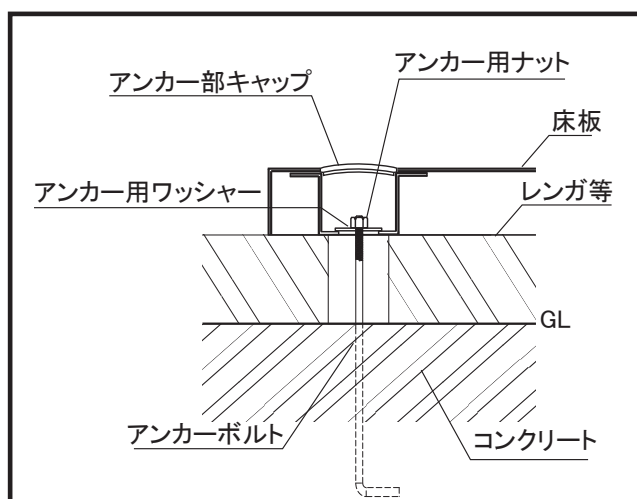 アンカー用ナット
アンカー部キャップ
床板
アンカー用ワッシャー
レンガ等
GL
アンカーボルト
コンクリート